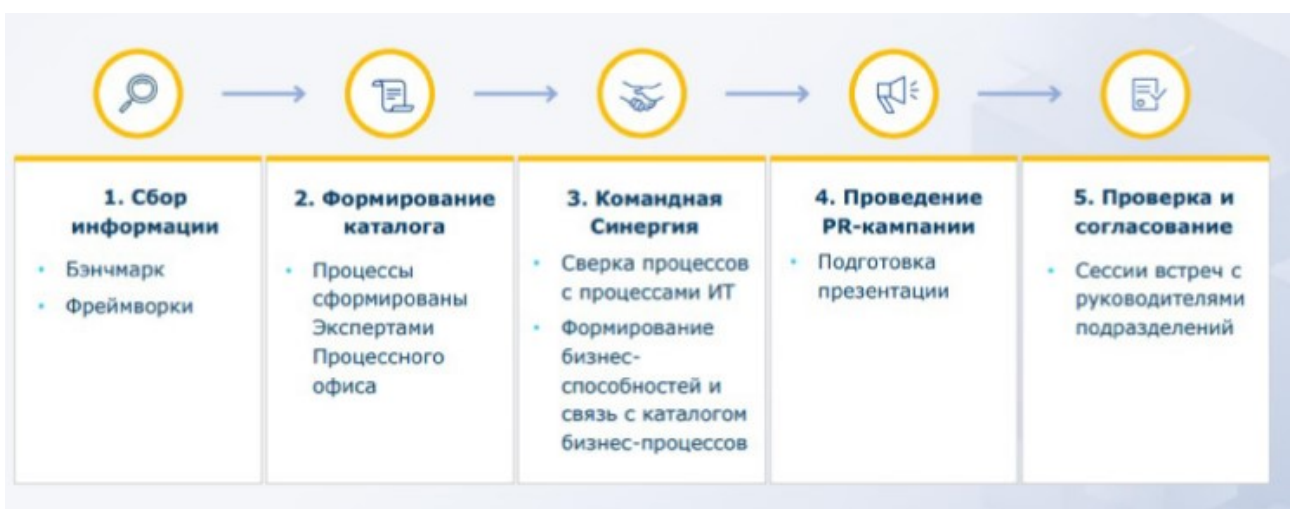 1. Сбор
информации
• Бэнчмарк
• Фреймворки
2. Формирование
каталога
• Процессы
сформированы
Экспертами
Процессного
офиса
3. Командная
Синергия
• Сверка процессов
с процессами ИТ
• Формирование
бизнес-
способностей и
связь с каталогом
бизнес-процессов
4. Проведение
PR-кампании
• Подготовка
презентации
5. Проверка и
согласование
• Сессии встреч с
руководителями
подразделений